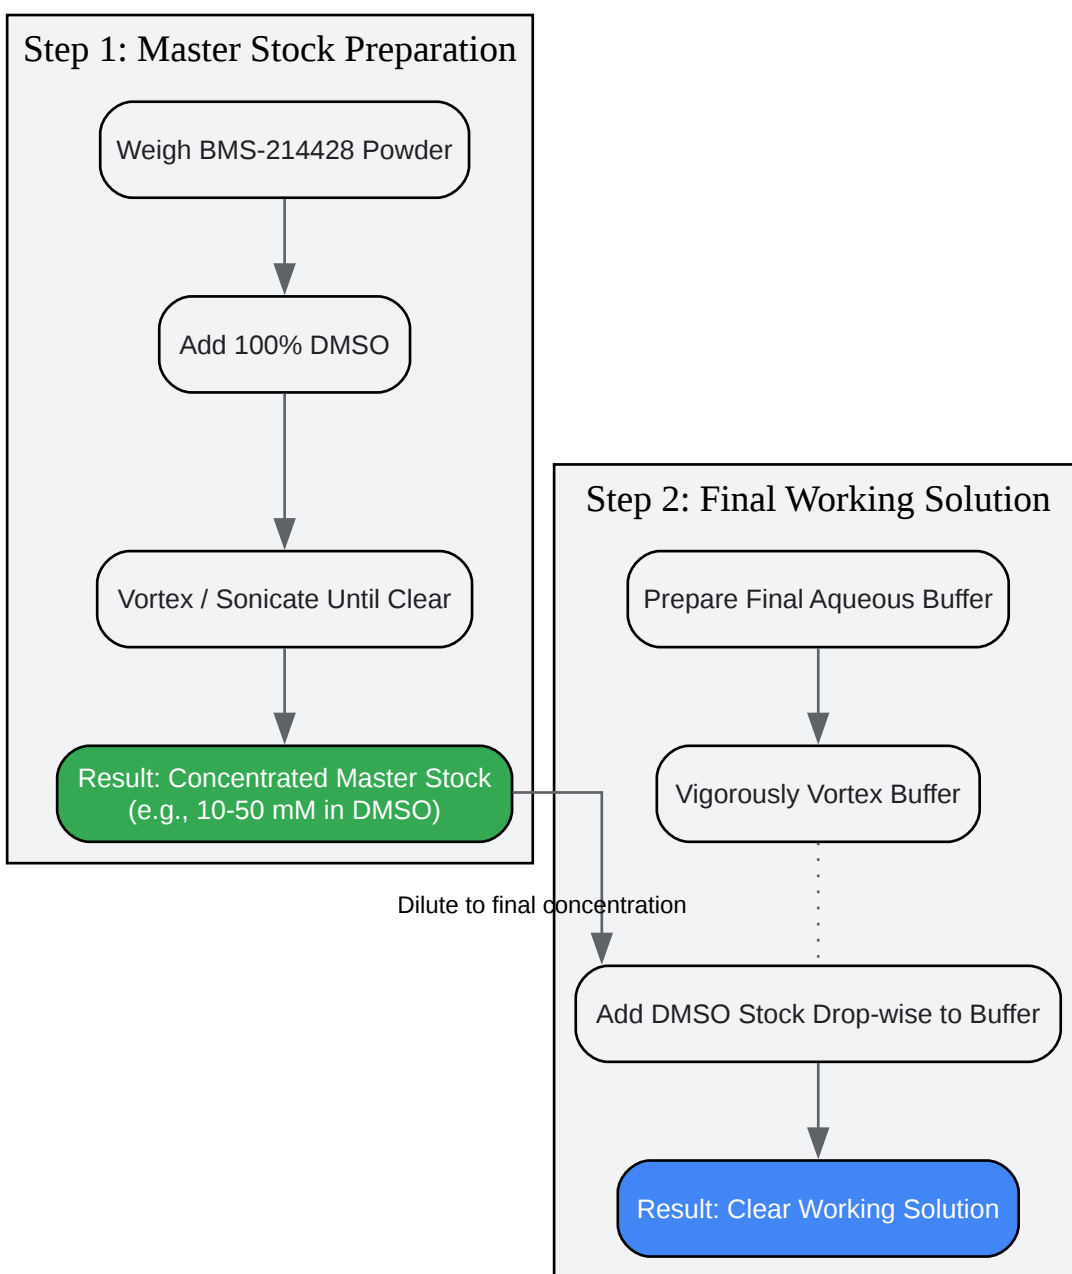 Step 1: Master Stock Preparation
Weigh BMS-214428 Powder
Add 100% DMSO
Vortex / Sonicate Until Clear
Result: Concentrated Master Stock
(e.g., 10-50 mM in DMSO)
Dilute to final concentration
Step 2: Final Working Solution
Prepare Final Aqueous Buffer
Vigorously Vortex Buffer
Add DMSO Stock Drop-wise to Buffer
Result: Clear Working Solution